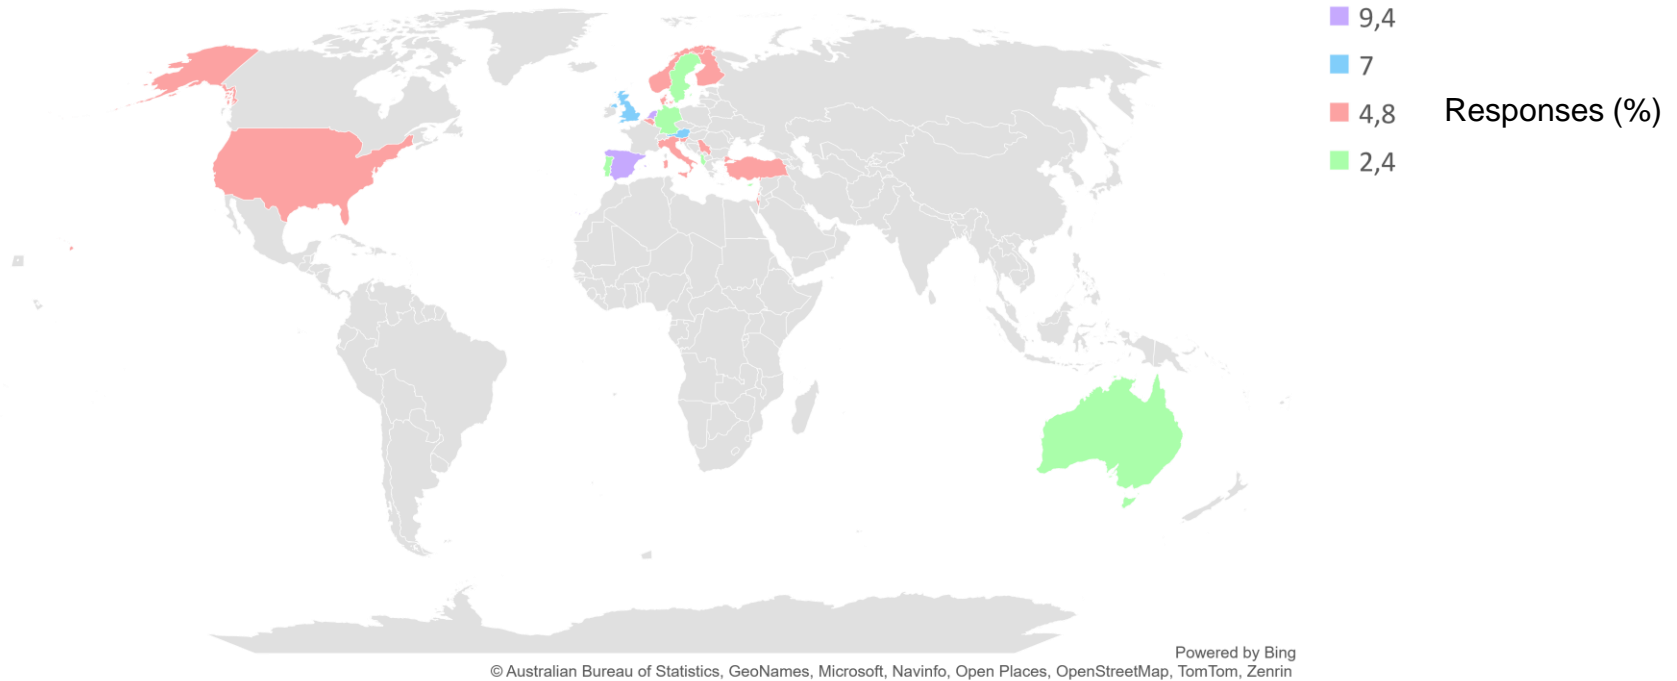 9,4
7
4,8
2,4
Responses (%)
Powered by Bing
© Australian Bureau of Statistics, GeoNames, Microsoft, Navinfo, Open Places, OpenStreetMap, TomTom, Zenrin